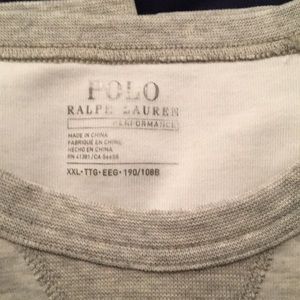 POLO
RALPH LAUREN
PERFORMANCE
MADE IN CHINA
FABRIQUÉ EN CHINE
HECHO EN CHINA
RN 41381/CA 56458
XXL · TTG · EEG · 190/108B